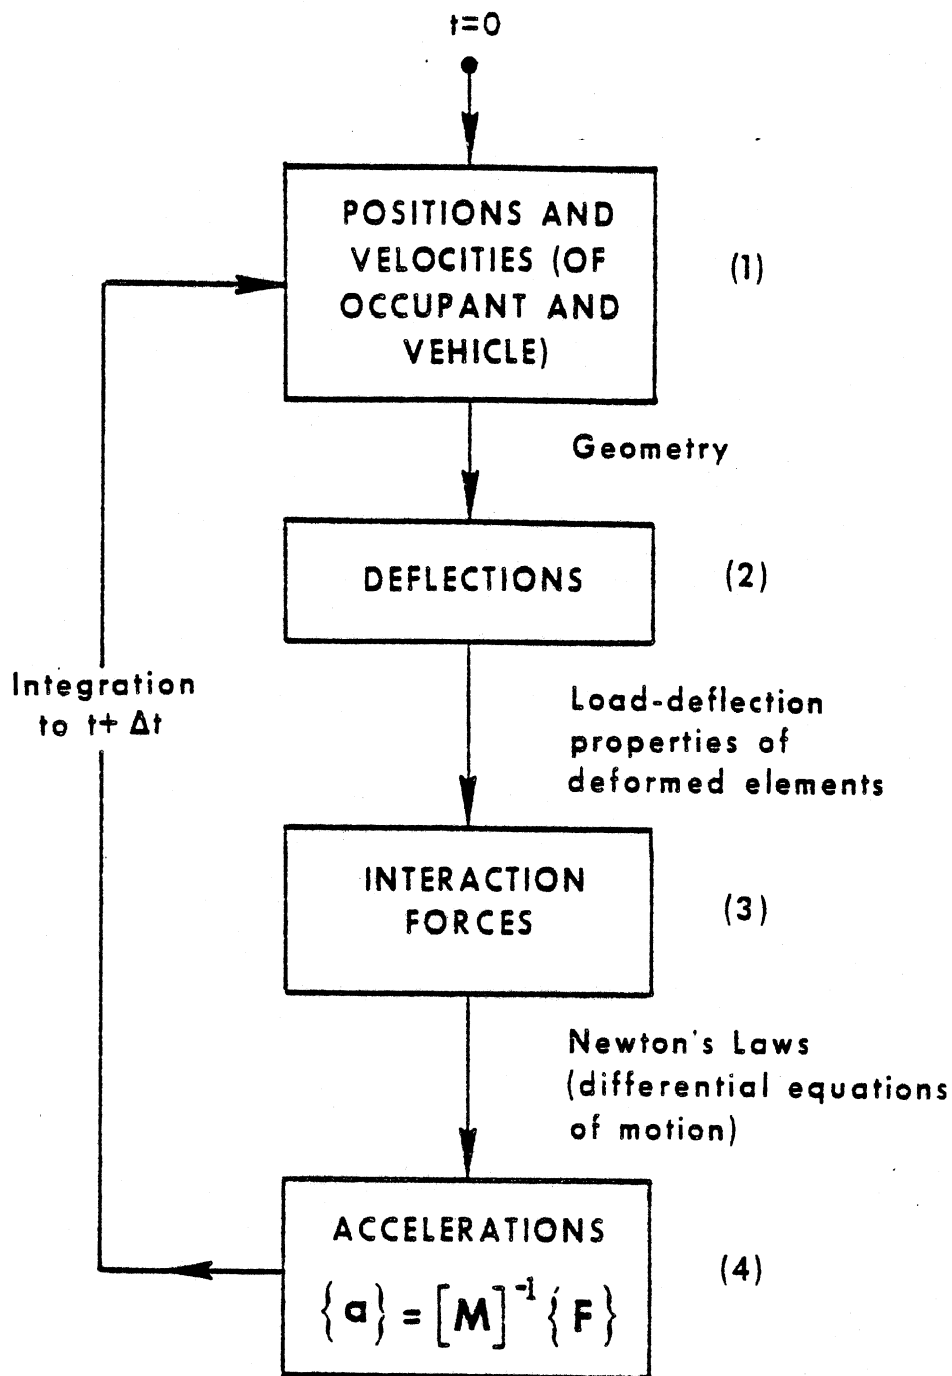 t=0
POSITIONS AND
VELOCITIES (OF
OCCUPANT AND
VEHICLE)
(1)
Geometry
DEFLECTIONS
(2)
Integration
to t+ Δt
Load-deflection
properties of
deformed elements
INTERACTION
FORCES
(3)
Newton's Laws
(differential equations
of motion)
ACCELERATIONS
{a} = [M]⁻¹ {F}
(4)